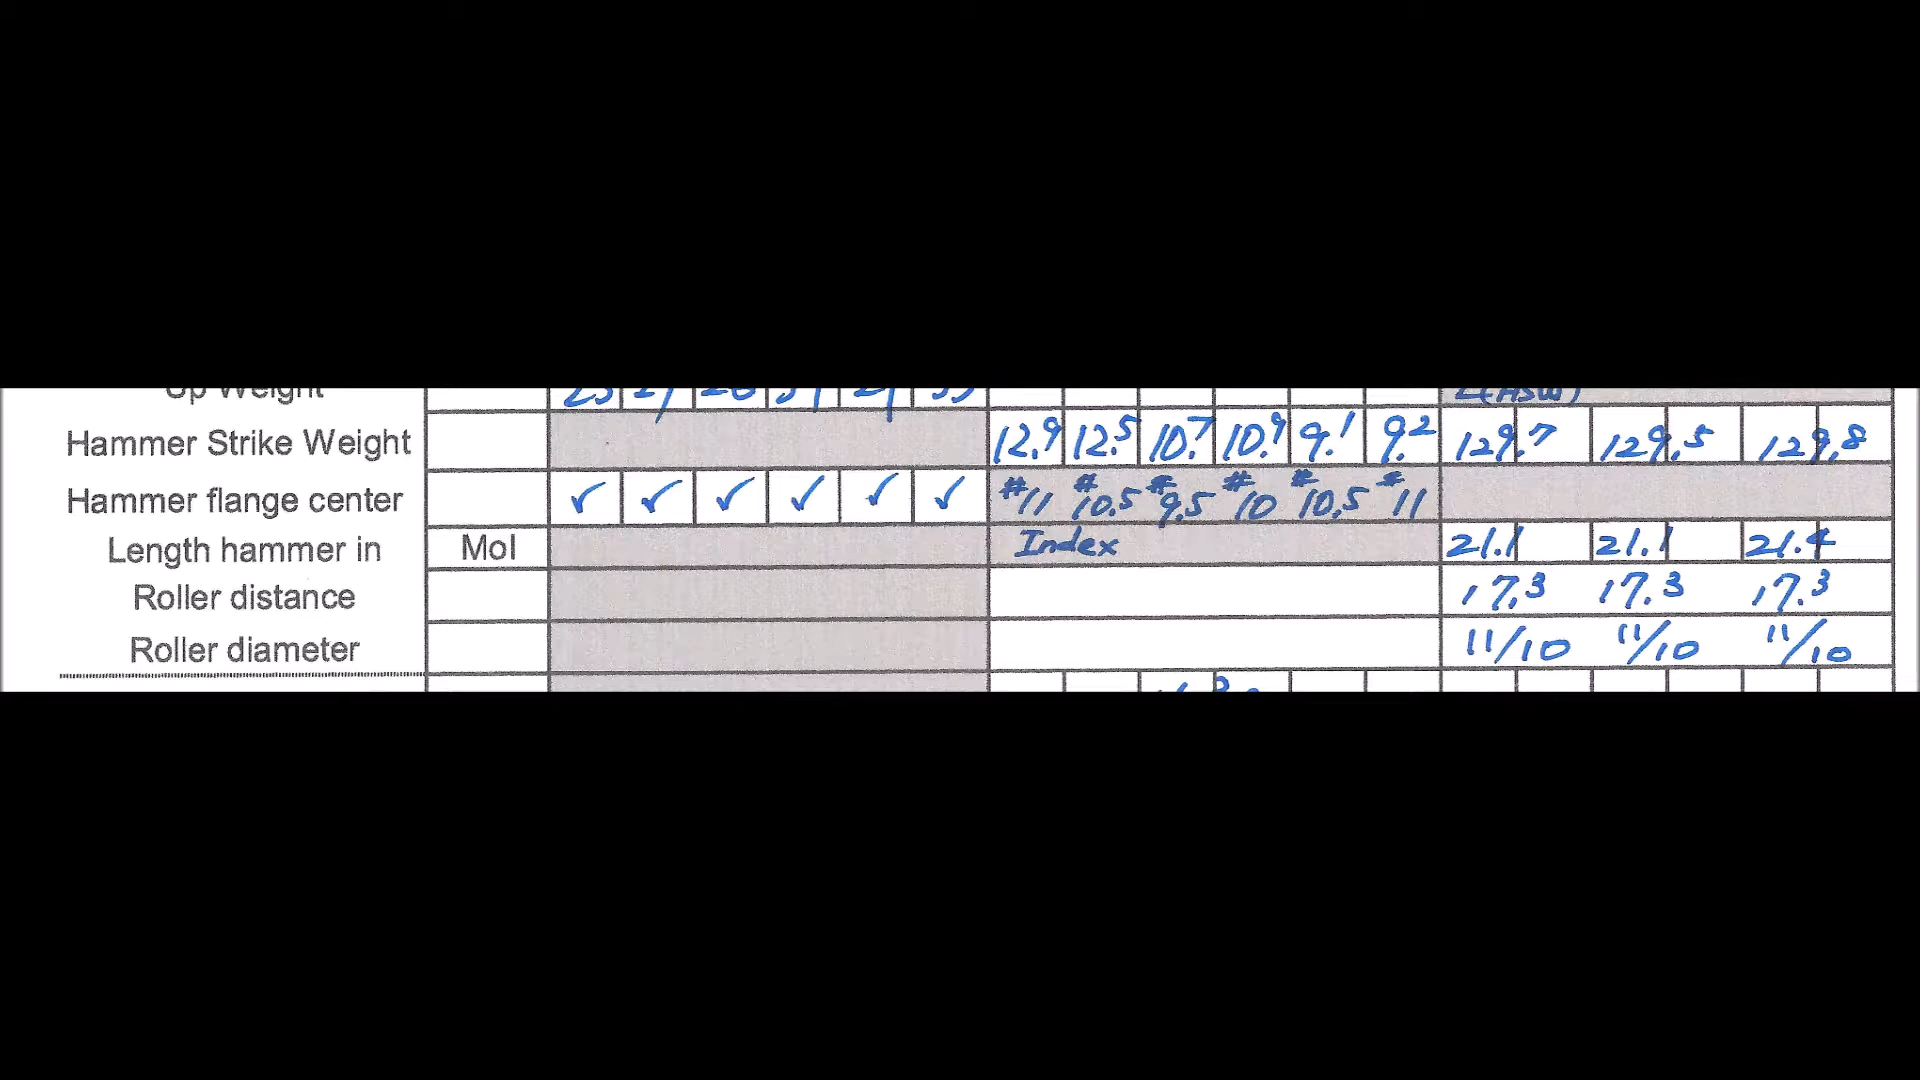 Up Weight
Hammer Strike Weight 12.9 12.5 10.7 10.9 9.1 9.2 129.7 129.5 129.8
Hammer flange center ✓ ✓ ✓ ✓ ✓ ✓ #11 #10.5 #9.5 #10 #10.5 #11
Length hammer in Mol Index 21.1 21.1 21.4
Roller distance 17.3 17.3 17.3
Roller diameter 11/10 11/10 11/10